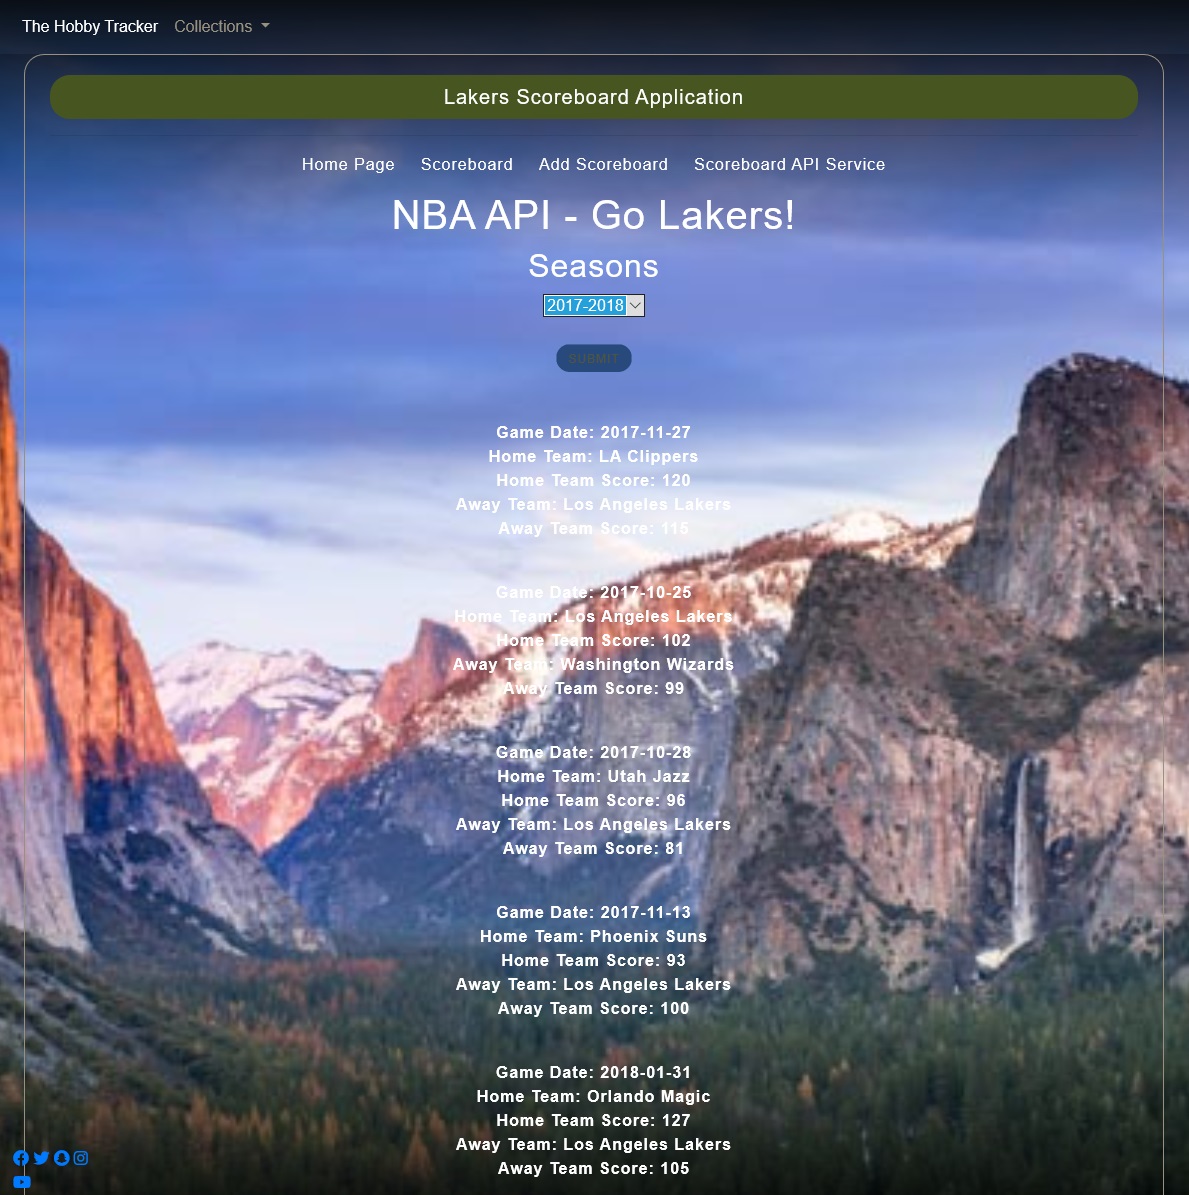 The Hobby Tracker Collections
Lakers Scoreboard Application
Home Page Scoreboard Add Scoreboard Scoreboard API Service
NBA API - Go Lakers!
Seasons
2017-2018
SUBMIT
Game Date: 2017-11-27
Home Team: LA Clippers
Home Team Score: 120
Away Team: Los Angeles Lakers
Away Team Score: 115
Game Date: 2017-10-25
Home Team: Los Angeles Lakers
Home Team Score: 102
Away Team: Washington Wizards
Away Team Score: 99
Game Date: 2017-10-28
Home Team: Utah Jazz
Home Team Score: 96
Away Team: Los Angeles Lakers
Away Team Score: 81
Game Date: 2017-11-13
Home Team: Phoenix Suns
Home Team Score: 93
Away Team: Los Angeles Lakers
Away Team Score: 100
Game Date: 2018-01-31
Home Team: Orlando Magic
Home Team Score: 127
Away Team: Los Angeles Lakers
Away Team Score: 105